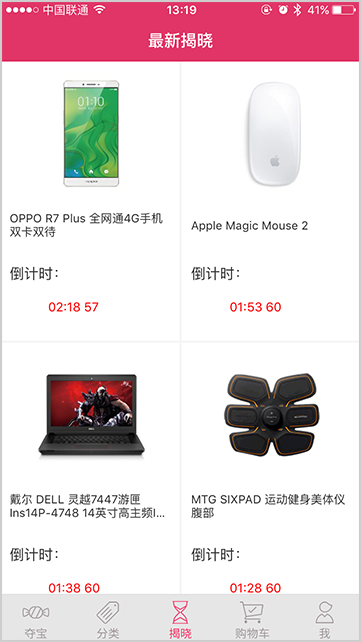 中国联通 13:19 41%
最新揭晓
OPPO R7 Plus 全网通4G手机
双卡双待
倒计时：
02:18 57
Apple Magic Mouse 2
倒计时：
01:53 60
戴尔 DELL 灵越7447游匣
Ins14P-4748 14英寸高主频I...
倒计时：
01:38 60
MTG SIXPAD 运动健身美体仪
腹部
倒计时：
01:28 60
夺宝 分类 揭晓 购物车 我